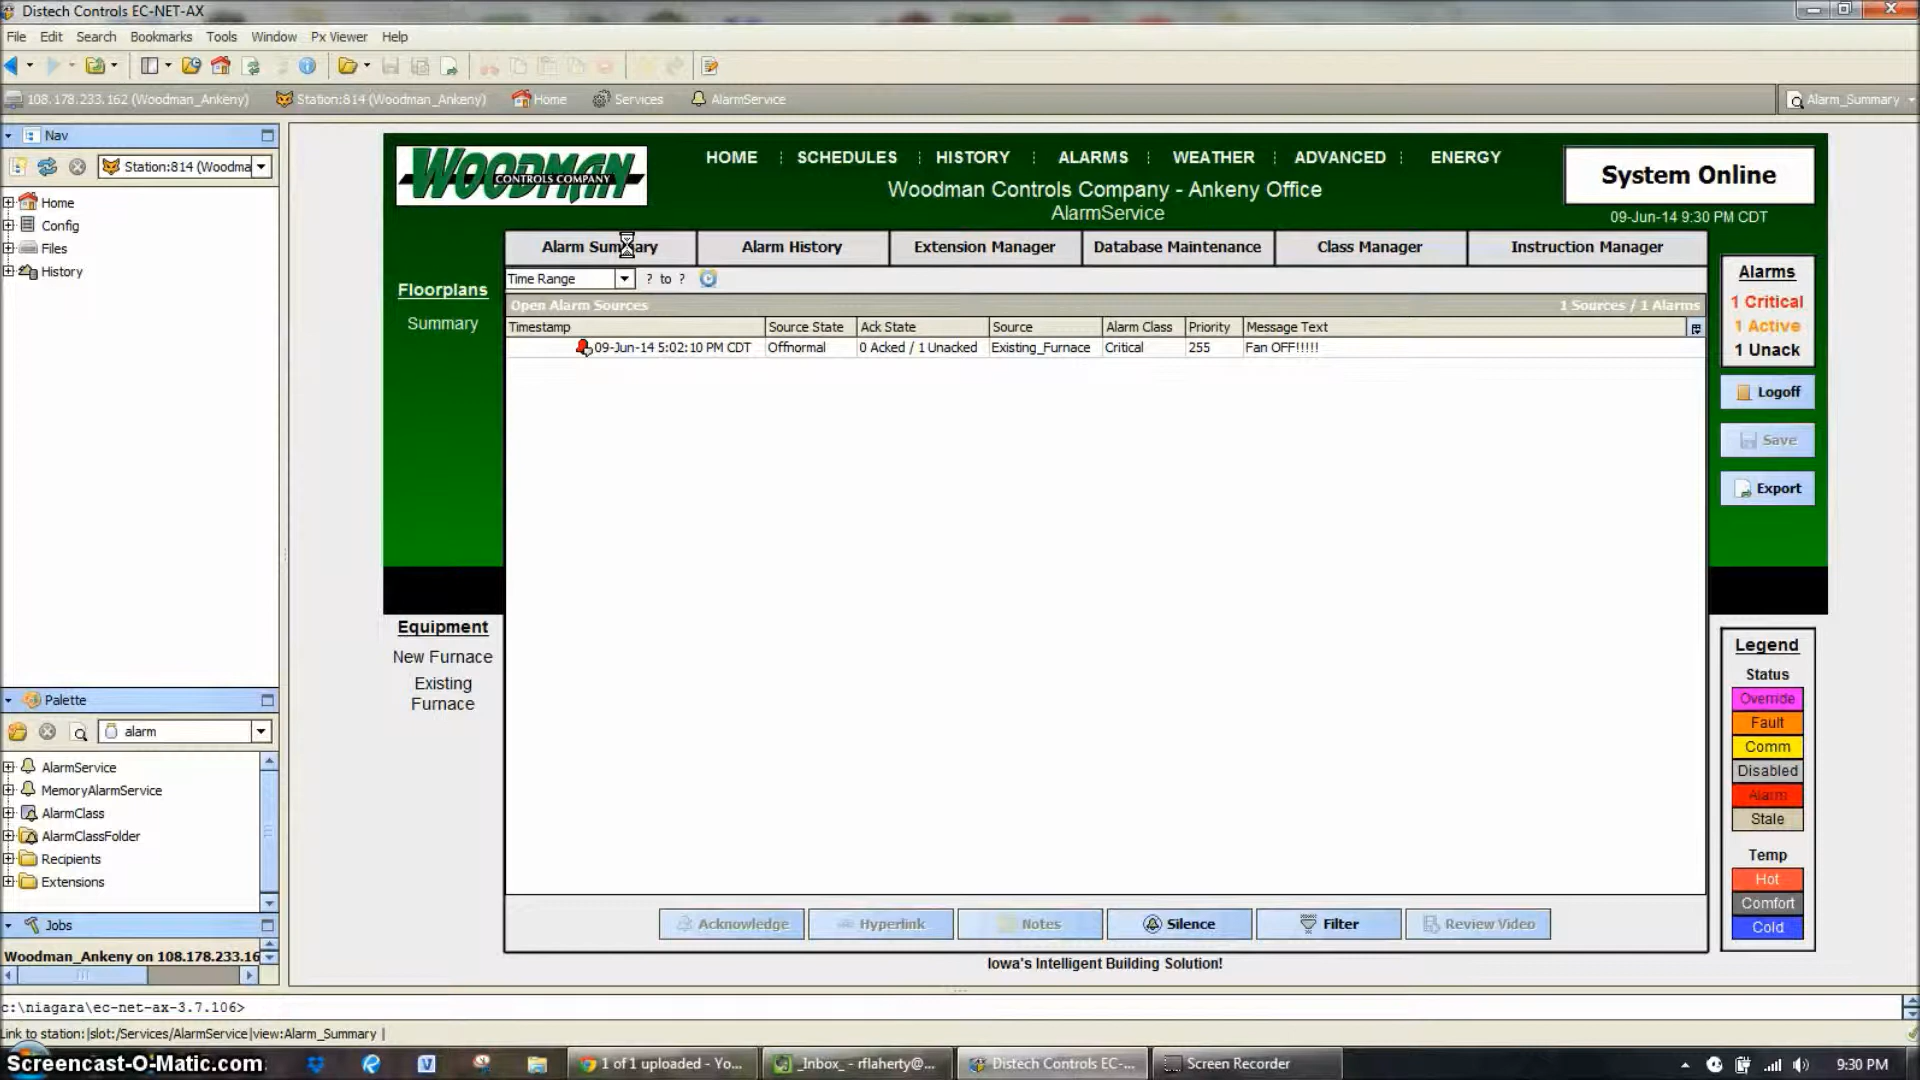 Distech Controls EC-NET-AX
File Edit Search Bookmarks Tools Window Px Viewer Help
108.178.233.162 (Woodman_Ankeny) Station:814 (Woodman_Ankeny) Home Services AlarmService Alarm_Summary
Nav
Station:814 (Woodma
Home
Config
Files
History
Palette
alarm
AlarmService
MemoryAlarmService
AlarmClass
AlarmClassFolder
Recipients
Extensions
Jobs
Woodman_Ankeny on 108.178.233.16
WOODMAN
CONTROLS COMPANY
HOME SCHEDULES HISTORY ALARMS WEATHER ADVANCED ENERGY
Woodman Controls Company - Ankeny Office
AlarmService
System Online
09-Jun-14 9:30 PM CDT
Floorplans
Summary
Equipment
New Furnace
Existing
Furnace
Alarm Summary Alarm History Extension Manager Database Maintenance Class Manager Instruction Manager
Time Range ? to ?
Open Alarm Sources 1 Sources / 1 Alarms
Timestamp Source State Ack State Source Alarm Class Priority Message Text
09-Jun-14 5:02:10 PM CDT Offnormal 0 Acked / 1 Unacked Existing_Furnace Critical 255 Fan OFF!!!!!
Acknowledge Hyperlink Notes Silence Filter Review Video
Iowa's Intelligent Building Solution!
Alarms
1 Critical
1 Active
1 Unack
Logoff
Save
Export
Legend
Status
Override
Fault
Comm
Disabled
Alarm
Stale
Temp
Hot
Comfort
Cold
c:\niagara\ec-net-ax-3.7.106>
Link to station:|slot:/Services/AlarmService|view:Alarm_Summary |
Screencast-O-Matic.com
1 of 1 uploaded - Yo... _Inbox_ - rflaherty@... Distech Controls EC-... Screen Recorder
9:30 PM